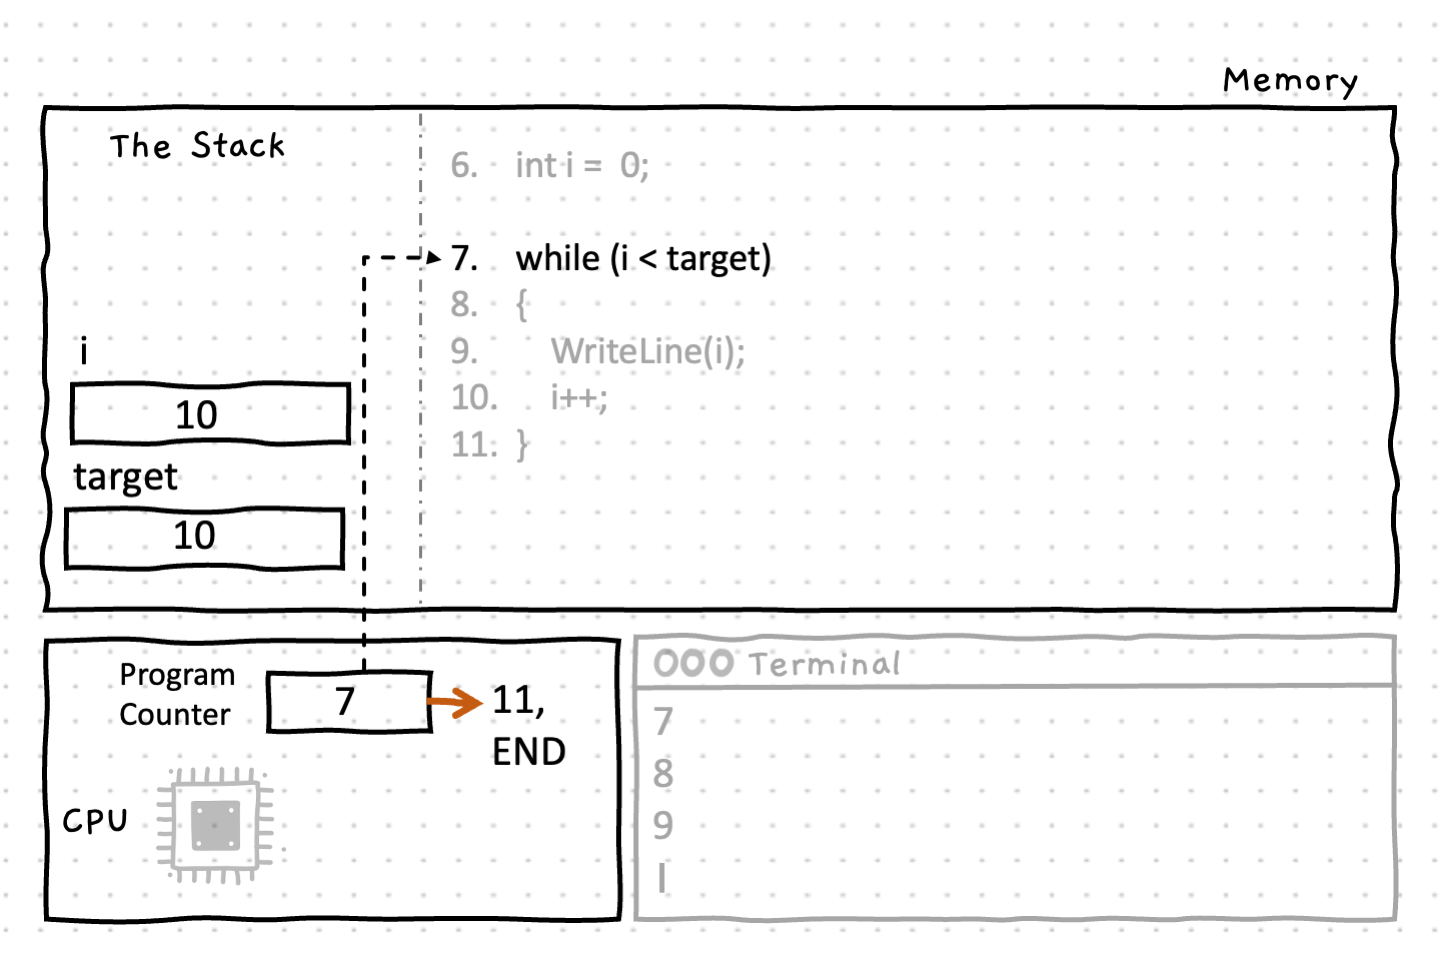 Memory
The Stack
6. int i = 0;
7. while (i < target)
8. {
9. WriteLine(i);
10. i++;
11. }
i
10
target
10
Program
Counter
7
11,
END
CPU
Terminal
7
8
9